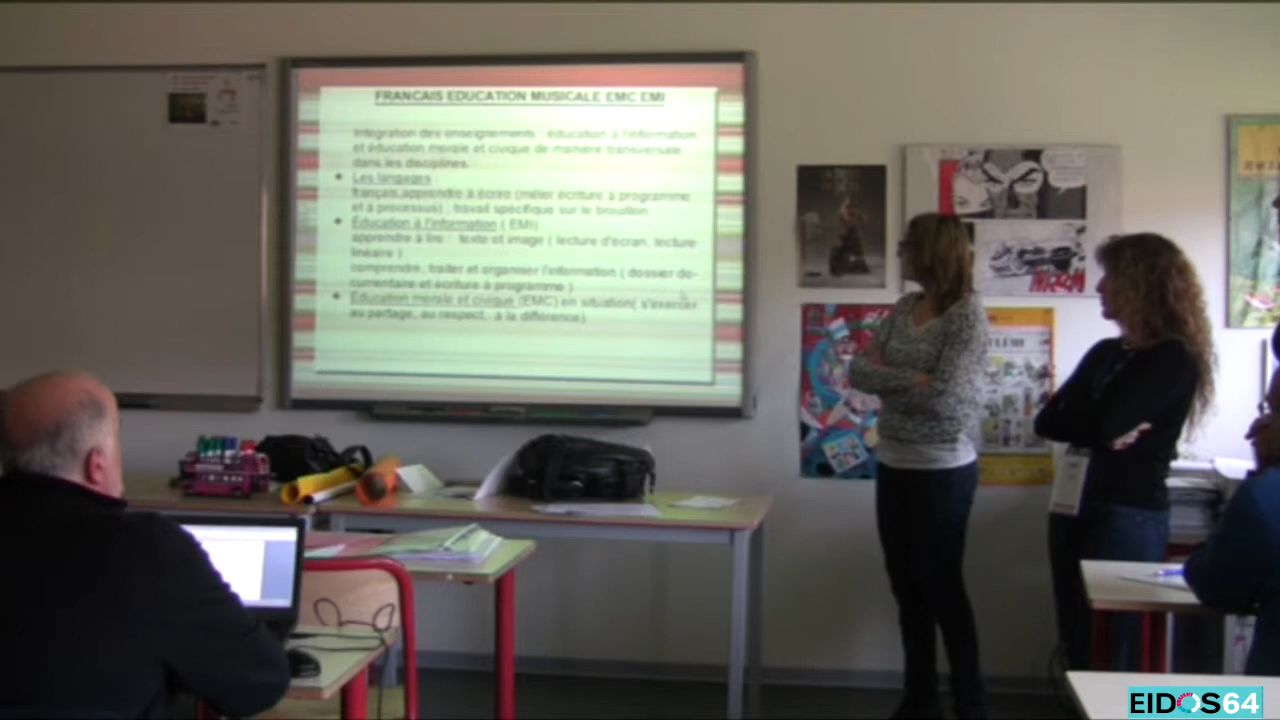 FRANCAIS EDUCATION MUSICALE EMC EMI
Intégration des enseignements : éducation à l'information
et éducation morale et civique de manière transversale
dans les disciplines.
Les langages :
français:apprendre à écrire (mêler écriture à programme
et à processus) , travail spécifique sur le brouillon.
Education à l'information ( EMI)
apprendre à lire : texte et image ( lecture d'écran, lecture
linéaire )
comprendre, traiter et organiser l'information ( dossier do-
cumentaire et écriture à programme )
Education morale et civique (EMC) en situation( s'exercer
au partage, au respect, à la différence)
EIDOS64